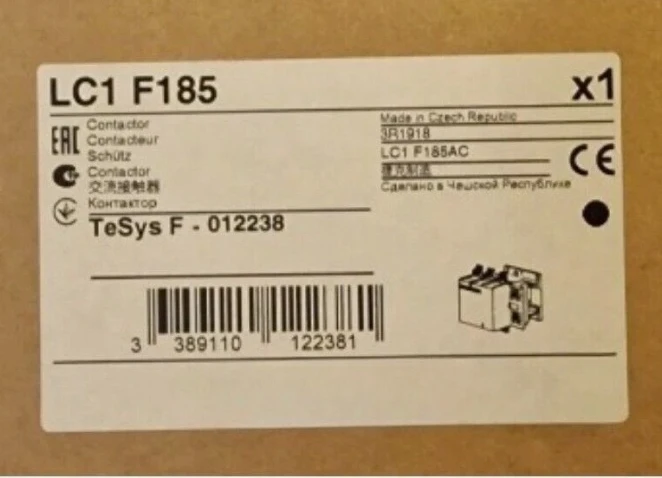 LC1 F185 x1
EAC
Contactor
Contacteur
Schütz
Contactor
交流接触器
Контактор
TeSys F - 012238
Made in Czech Republic
3R1918
LC1 F185AC
捷克制造
Сделано в Чешской Республике
CE
3 389110 122381